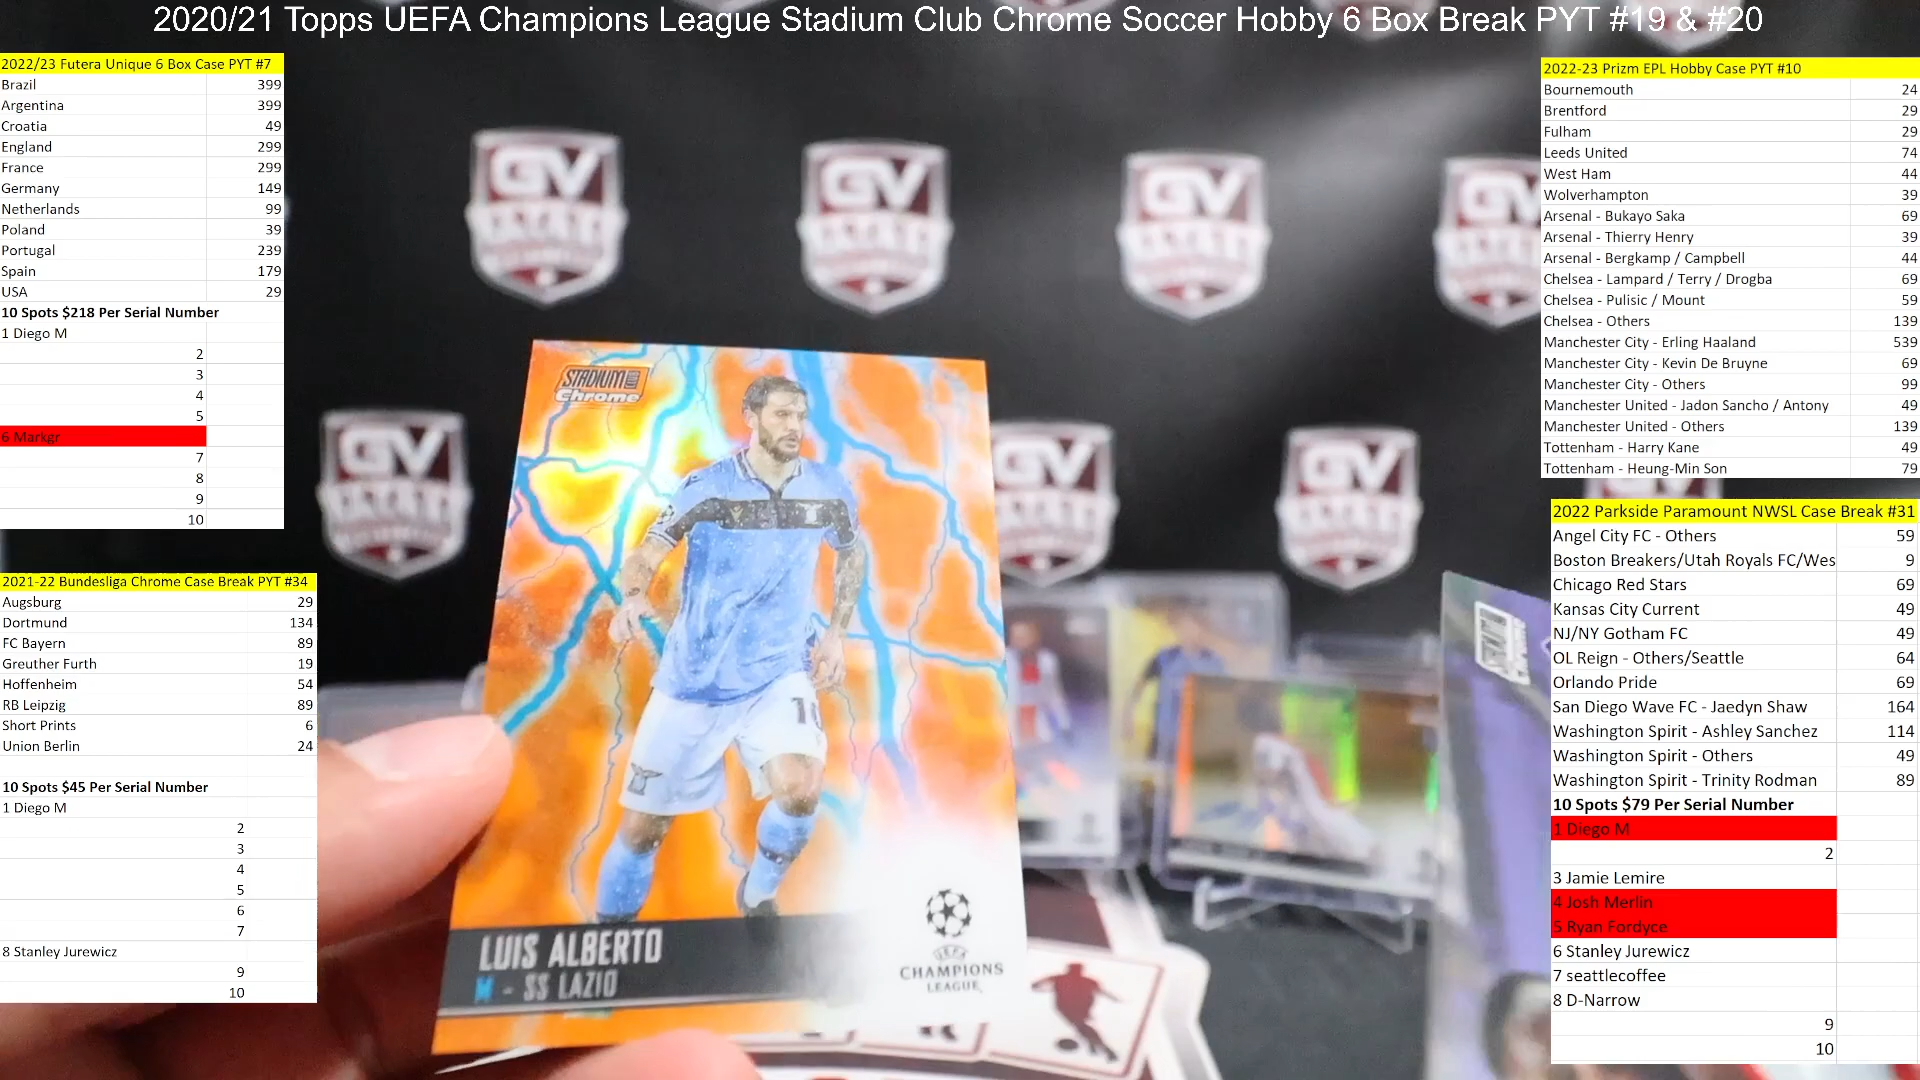 2020/21 Topps UEFA Champions League Stadium Club Chrome Soccer Hobby 6 Box Break PYT #19 & #20
2022/23 Futera Unique 6 Box Case PYT #7
Brazil 399
Argentina 399
Croatia 49
England 299
France 299
Germany 149
Netherlands 99
Poland 39
Portugal 239
Spain 179
USA 29
10 Spots $218 Per Serial Number
1 Diego M
2
3
4
5
6 Markgr
7
8
9
10
2021-22 Bundesliga Chrome Case Break PYT #34
Augsburg 29
Dortmund 134
FC Bayern 89
Greuther Furth 19
Hoffenheim 54
RB Leipzig 89
Short Prints 6
Union Berlin 24
10 Spots $45 Per Serial Number
1 Diego M
2
3
4
5
6
7
8 Stanley Jurewicz
9
10
GV
GV
GV
GV
GV
GV
STADIUM
Chrome
10
LUIS ALBERTO
M - SS LAZIO
UEFA
CHAMPIONS
LEAGUE
2022-23 Prizm EPL Hobby Case PYT #10
Bournemouth 24
Brentford 29
Fulham 29
Leeds United 74
West Ham 44
Wolverhampton 39
Arsenal - Bukayo Saka 69
Arsenal - Thierry Henry 39
Arsenal - Bergkamp / Campbell 44
Chelsea - Lampard / Terry / Drogba 69
Chelsea - Pulisic / Mount 59
Chelsea - Others 139
Manchester City - Erling Haaland 539
Manchester City - Kevin De Bruyne 69
Manchester City - Others 99
Manchester United - Jadon Sancho / Antony 49
Manchester United - Others 139
Tottenham - Harry Kane 49
Tottenham - Heung-Min Son 79
2022 Parkside Paramount NWSL Case Break #31
Angel City FC - Others 59
Boston Breakers/Utah Royals FC/Wes 9
Chicago Red Stars 69
Kansas City Current 49
NJ/NY Gotham FC 49
OL Reign - Others/Seattle 64
Orlando Pride 69
San Diego Wave FC - Jaedyn Shaw 164
Washington Spirit - Ashley Sanchez 114
Washington Spirit - Others 49
Washington Spirit - Trinity Rodman 89
10 Spots $79 Per Serial Number
1 Diego M
2
3 Jamie Lemire
4 Josh Merlin
5 Ryan Fordyce
6 Stanley Jurewicz
7 seattlecoffee
8 D-Narrow
9
10